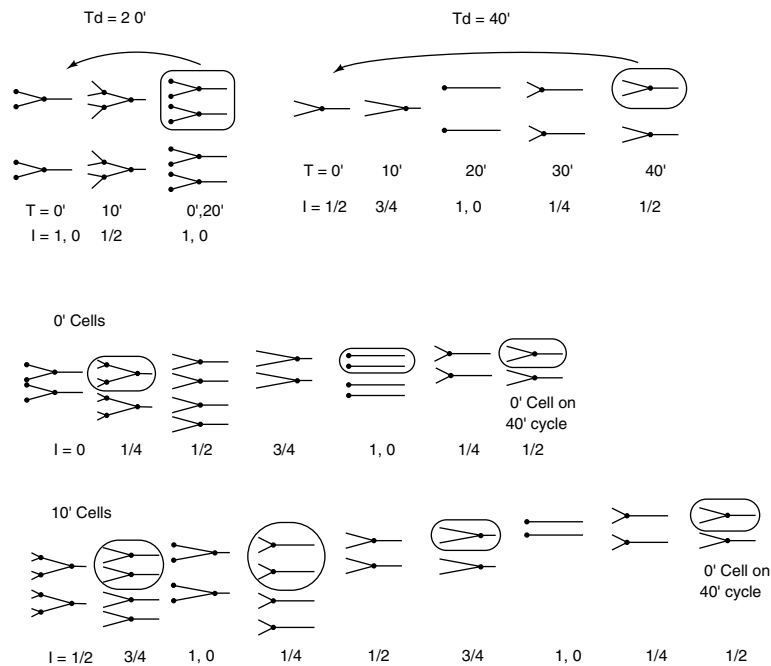 Td = 2 0'
Td = 40'
T = 0' 10' 0',20'
I = 1, 0 1/2 1, 0
T = 0' 10' 20' 30' 40'
I = 1/2 3/4 1, 0 1/4 1/2
0' Cells
0' Cell on
40' cycle
I = 0 1/4 1/2 3/4 1, 0 1/4 1/2
10' Cells
0' Cell on
40' cycle
I = 1/2 3/4 1, 0 1/4 1/2 3/4 1, 0 1/4 1/2